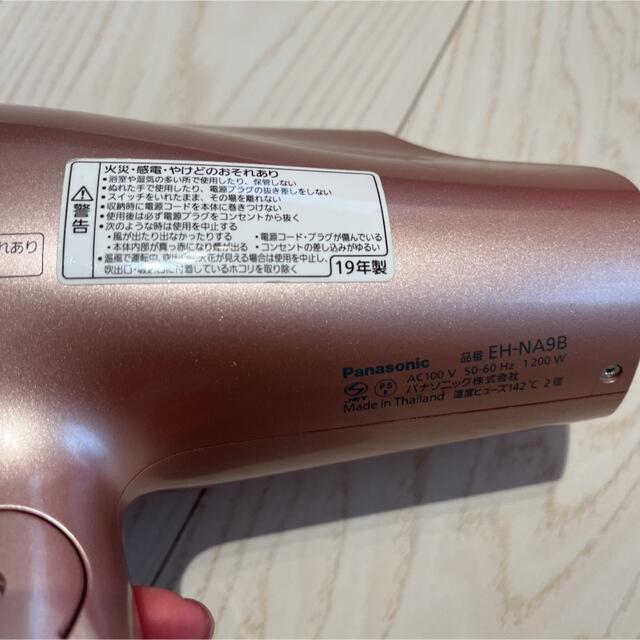 火災・感電・やけどのおそれあり
警告
•浴室や湿気の多い所で使用したり、保管しない
•ぬれた手で使用したり、電源プラグの抜き差しをしない
•スイッチをいれたまま、その場を離れない
•収納時に電源コードを本体に巻きつけない
•使用後は必ず電源プラグをコンセントから抜く
次のような時は使用を中止する
•風が出たり出なかったりする •電源コード・プラグが傷んでいる
•本体内部が真っ赤になり 出る •コンセントの差し込みがゆるい
•温風で運転中、吹出 火花が見える場合は使用を中止し、
吹出口・吸 に付着しているホコリを取り除く
19年製
れあり
Panasonic 品番 EH-NA9B
AC100 V 50-60 Hz 1200 W
JET PSE パナソニック株式会社
Made in Thailand 温度ヒューズ142℃ 2個